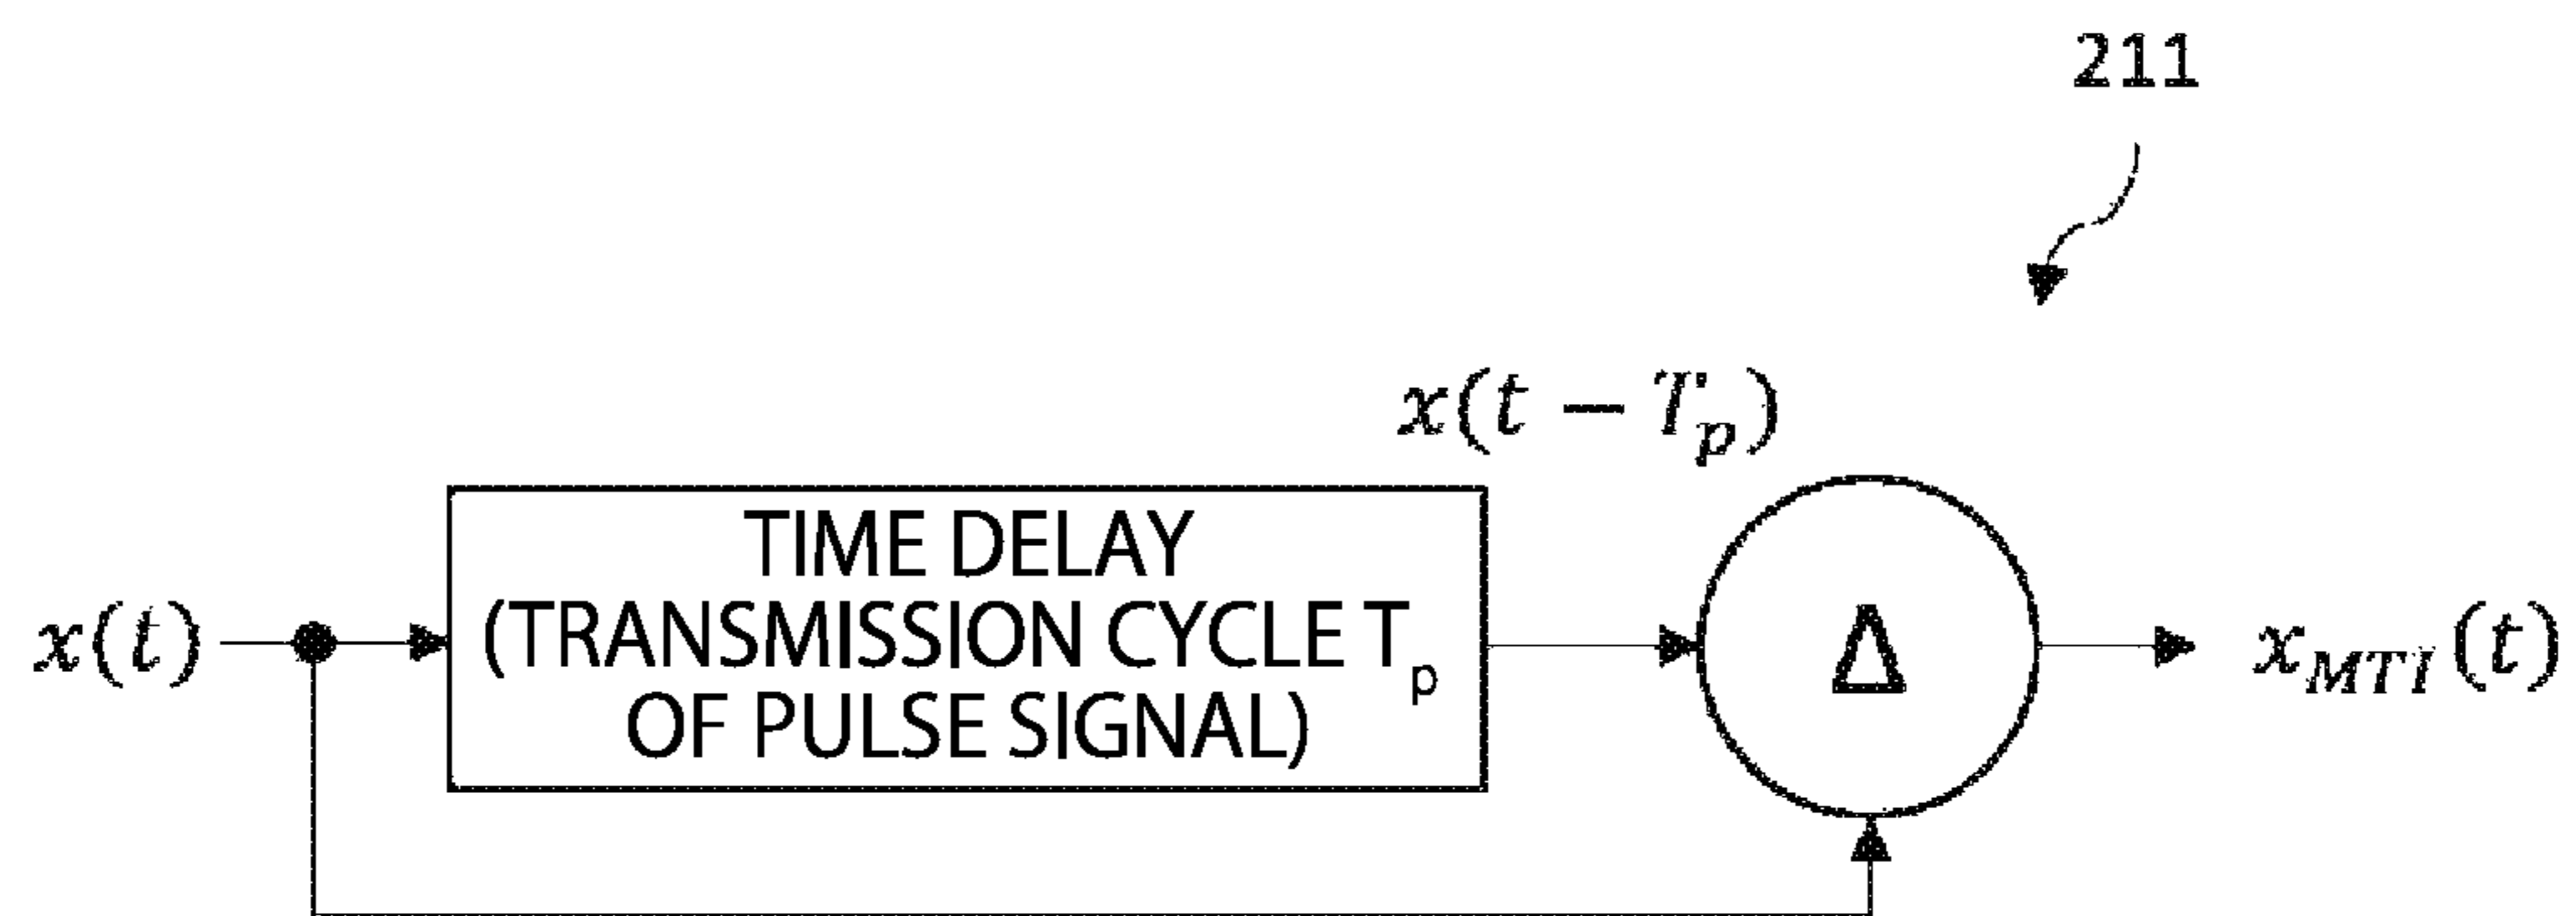 211
x(t − T_p)
TIME DELAY
(TRANSMISSION CYCLE T_p
OF PULSE SIGNAL)
x(t)
Δ
x_MTI(t)